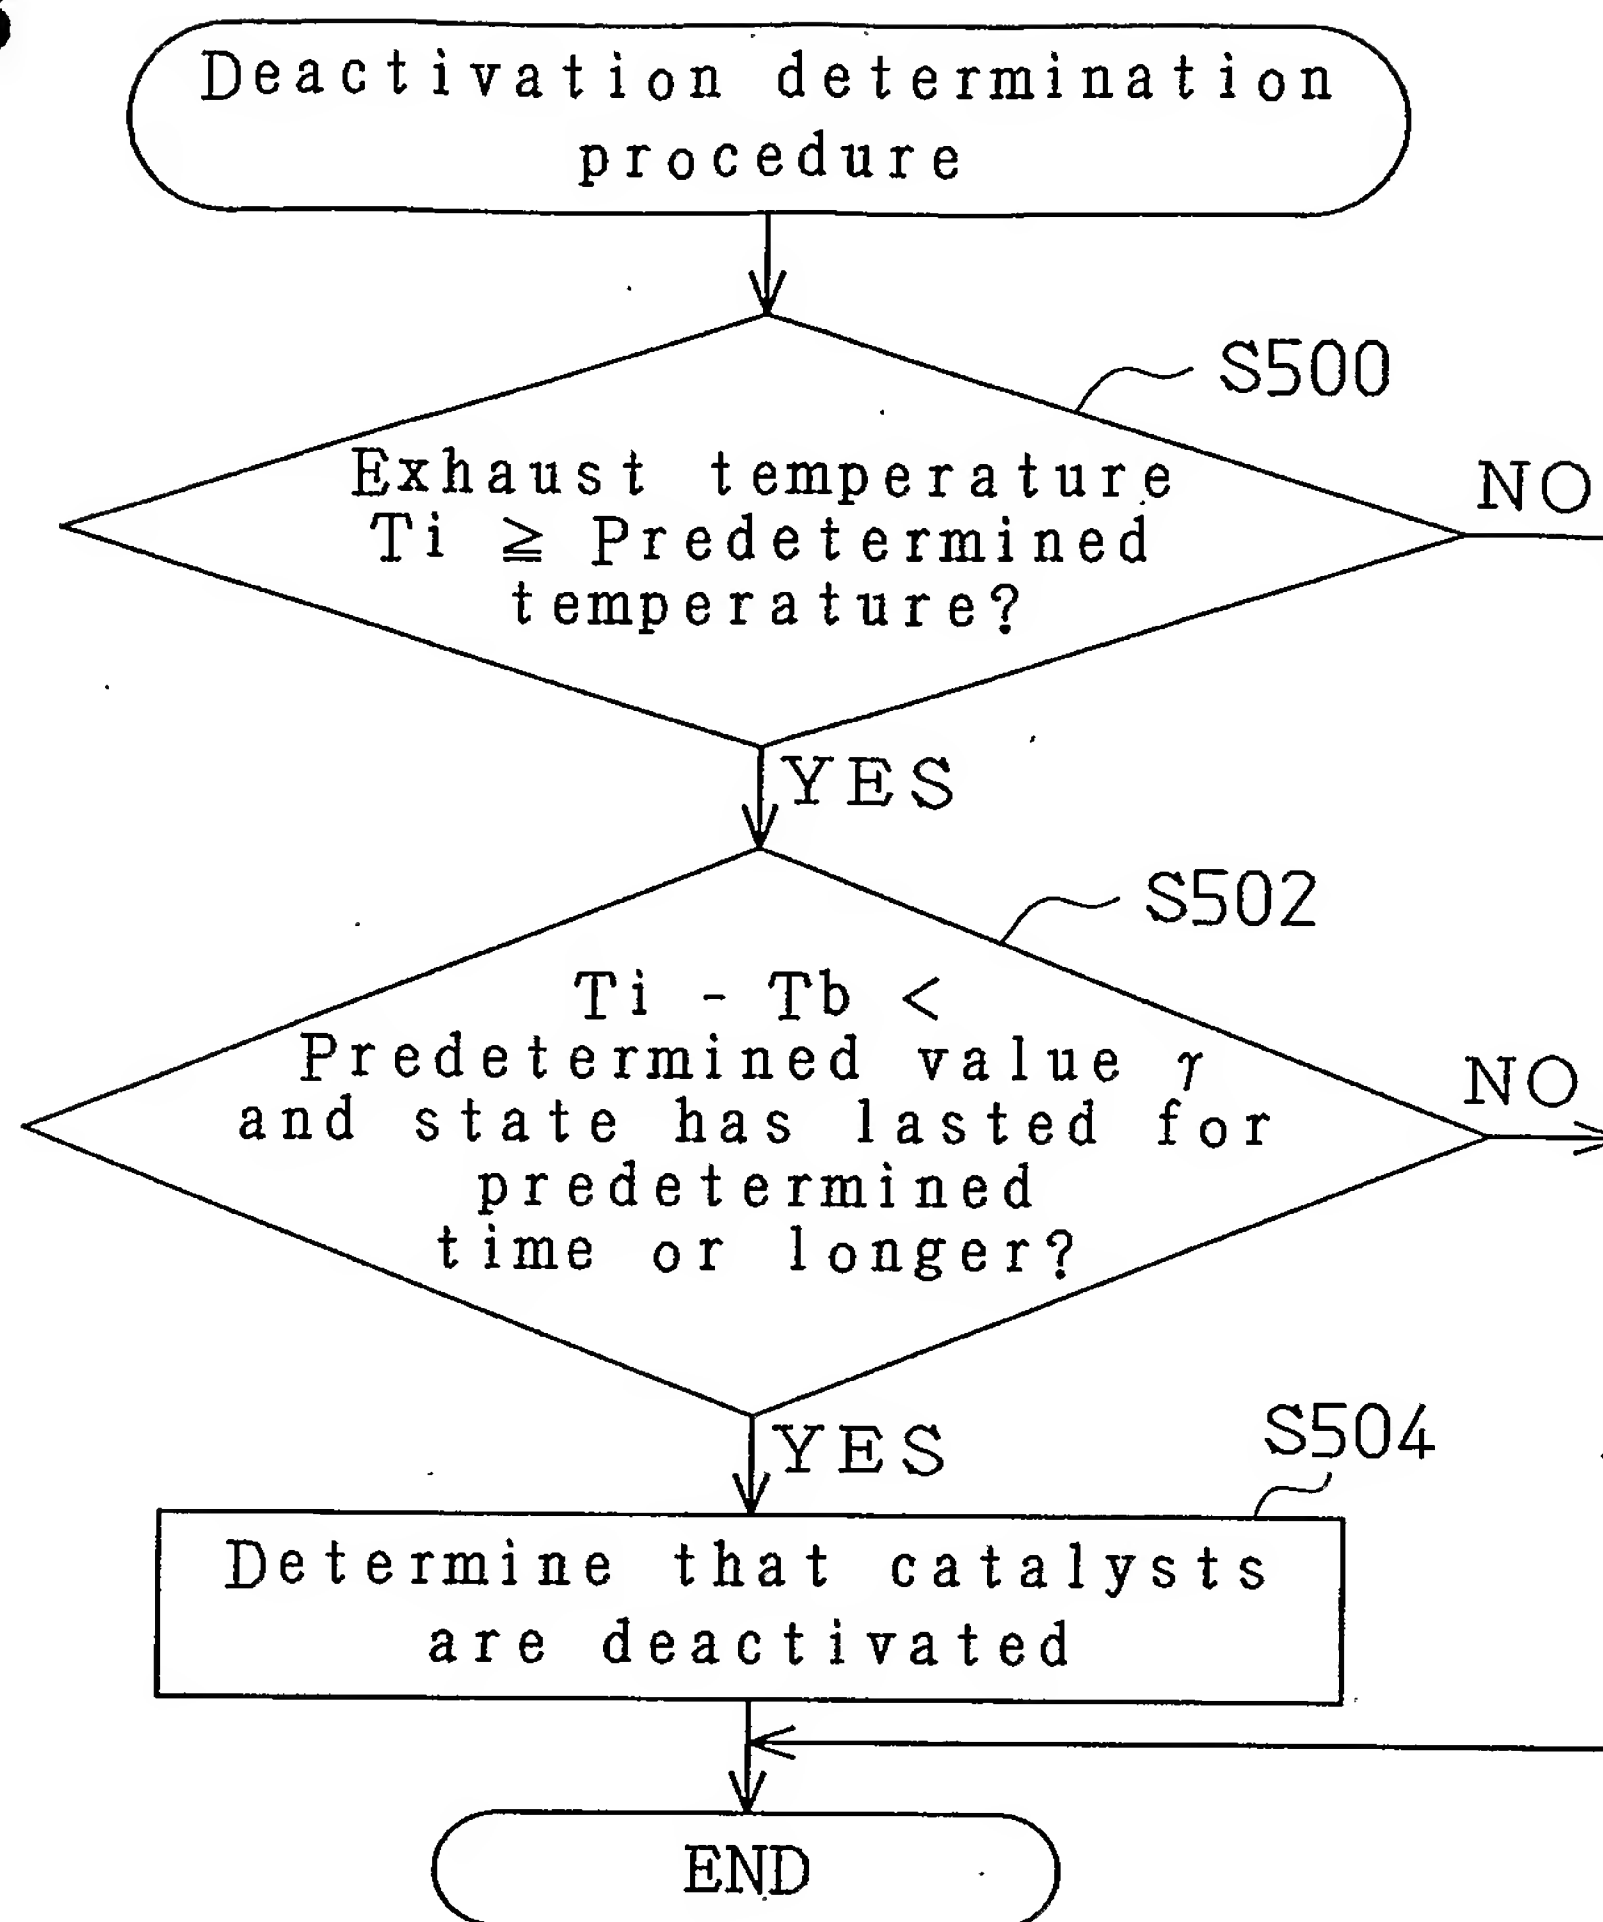 Deactivation determination
procedure
S500
Exhaust temperature
Ti ≧ Predetermined
temperature?
NO
YES
S502
Ti - Tb <
Predetermined value γ
and state has lasted for
predetermined
time or longer?
NO
YES
S504
Determine that catalysts
are deactivated
END